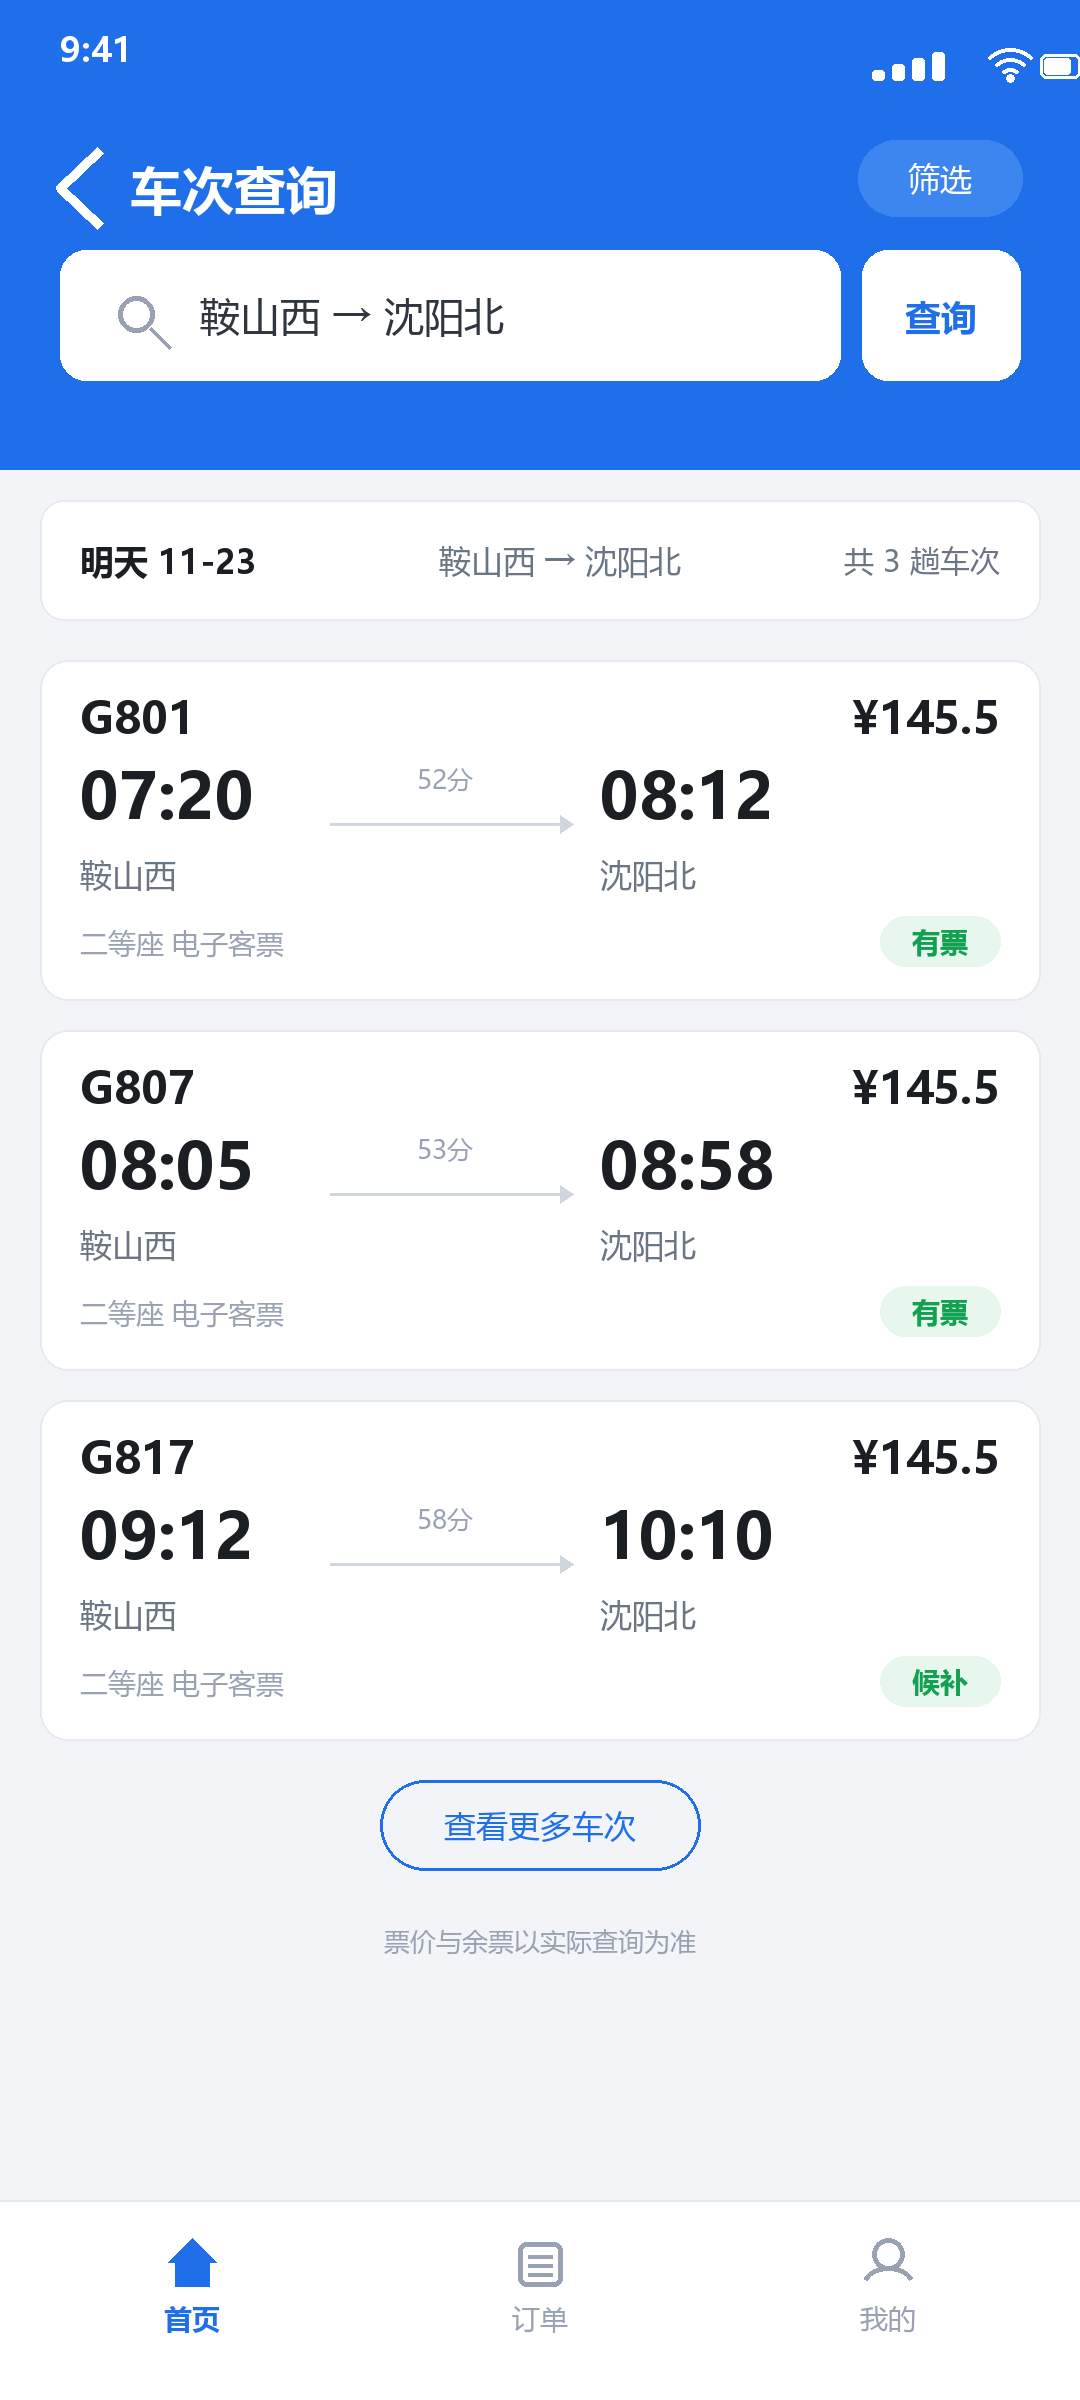 9:41
车次查询
筛选
鞍山西 → 沈阳北
查询
明天 11-23
鞍山西 → 沈阳北
共 3 趟车次
G801
¥145.5
07:20
52分
08:12
鞍山西
沈阳北
二等座 电子客票
有票
G807
¥145.5
08:05
53分
08:58
鞍山西
沈阳北
二等座 电子客票
有票
G817
¥145.5
09:12
58分
10:10
鞍山西
沈阳北
二等座 电子客票
候补
查看更多车次
票价与余票以实际查询为准
首页
订单
我的